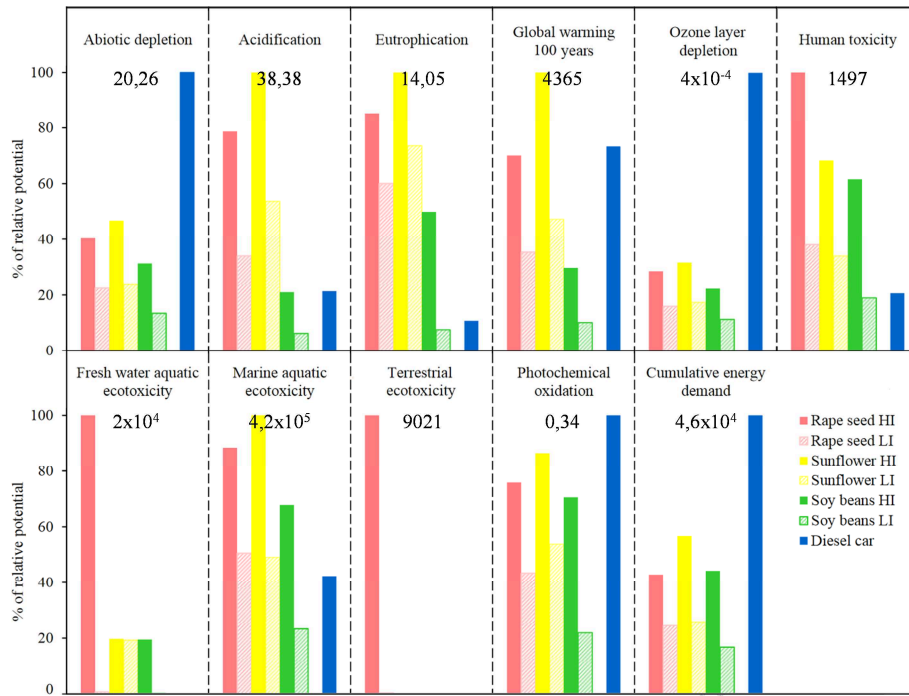 Abiotic depletion
Acidification
Eutrophication
Global warming
100 years
Ozone layer
depletion
Human toxicity
20,26
38,38
14,05
4365
4x10-4
1497
% of relative potential
100
80
60
40
20
0
Fresh water aquatic
ecotoxicity
Marine aquatic
ecotoxicity
Terrestrial
ecotoxicity
Photochemical
oxidation
Cumulative energy
demand
2x10⁴
4,2x10⁵
9021
0,34
4,6x10⁴
% of relative potential
100
80
60
40
20
0
Rape seed HI
Rape seed LI
Sunflower HI
Sunflower LI
Soy beans HI
Soy beans LI
Diesel car